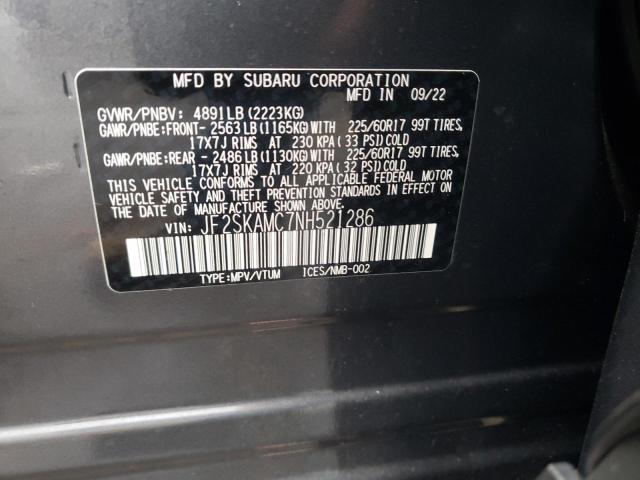 MFD BY SUBARU CORPORATION
MFD IN 09/22
GVWR/PNBV: 4891LB (2223KG)
GAWR/PNBE:FRONT- 2563LB(1165KG)WITH 225/60R17 99T TIRES,
17X7J RIMS AT 230 KPA(33 PSI)COLD
GAWR/PNBE:REAR - 2486LB(1130KG)WITH 225/60R17 99T TIRES,
17X7J RIMS AT 220 KPA(32 PSI)COLD
THIS VEHICLE CONFORMS TO ALL APPLICABLE FEDERAL MOTOR
VEHICLE SAFETY AND THEFT PREVENTION STANDARDS IN EFFECT
ON THE DATE OF MANUFACTURE SHOWN ABOVE.
VIN: JF2SKAMC7NH521286
TYPE:MPV/VTUM ICES/NMB-002